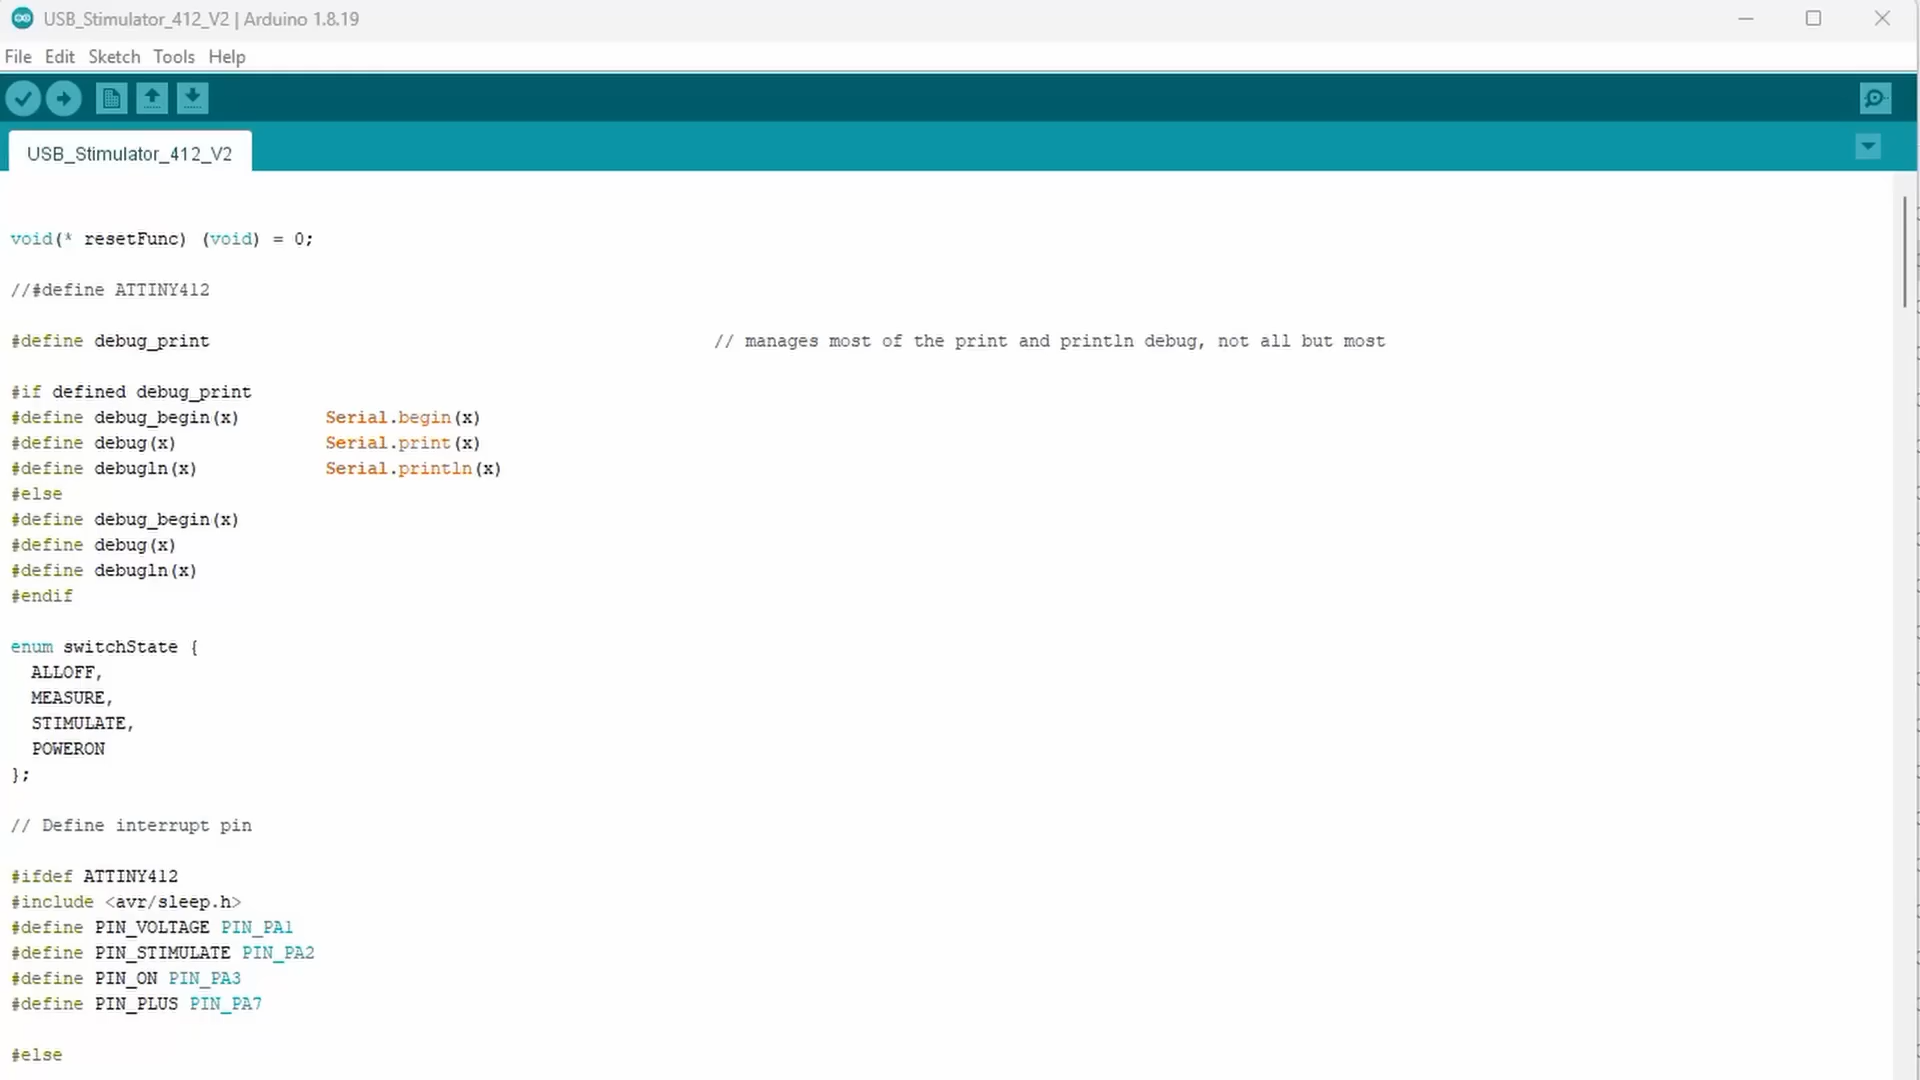 USB_Stimulator_412_V2 | Arduino 1.8.19
File Edit Sketch Tools Help
USB_Stimulator_412_V2
void(* resetFunc) (void) = 0;
//#define ATTINY412
#define debug_print // manages most of the print and println debug, not all but most
#if defined debug_print
#define debug_begin(x) Serial.begin(x)
#define debug(x) Serial.print(x)
#define debugln(x) Serial.println(x)
#else
#define debug_begin(x)
#define debug(x)
#define debugln(x)
#endif
enum switchState {
ALLOFF,
MEASURE,
STIMULATE,
POWERON
};
// Define interrupt pin
#ifdef ATTINY412
#include <avr/sleep.h>
#define PIN_VOLTAGE PIN_PA1
#define PIN_STIMULATE PIN_PA2
#define PIN_ON PIN_PA3
#define PIN_PLUS PIN_PA7
#else